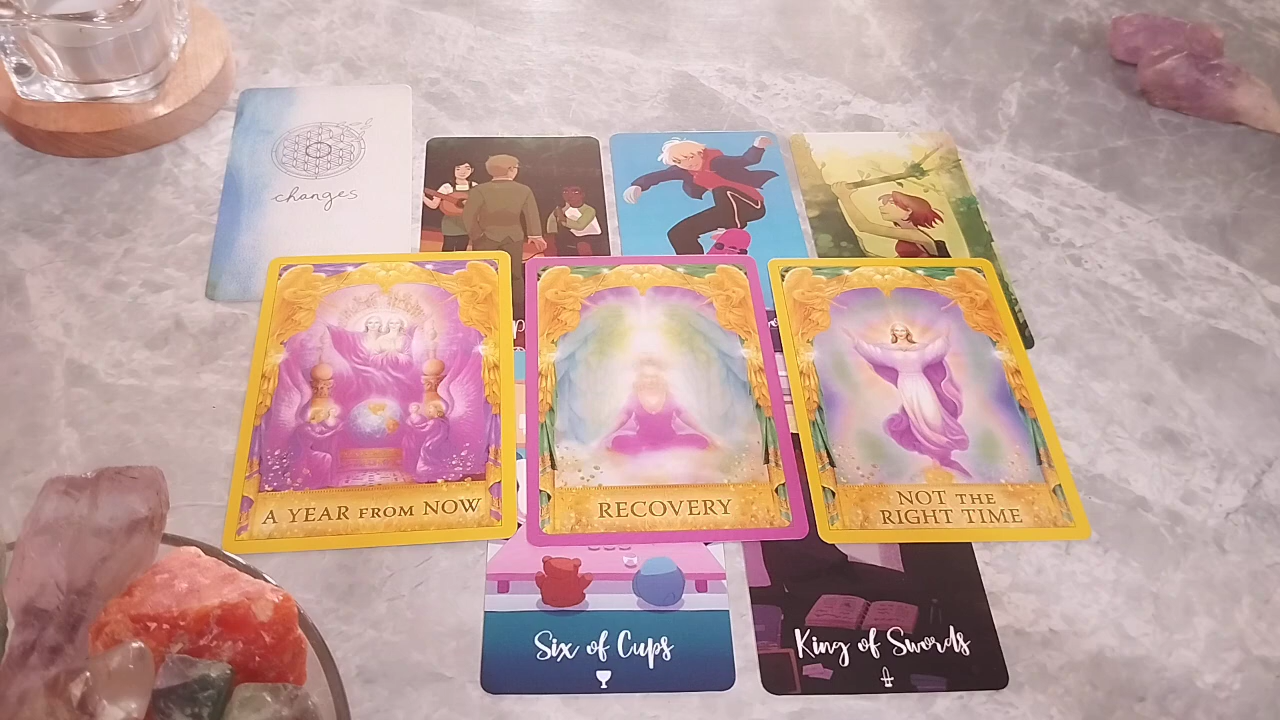 changes
A YEAR FROM NOW
RECOVERY
NOT THE
RIGHT TIME
Six of Cups
King of Swords